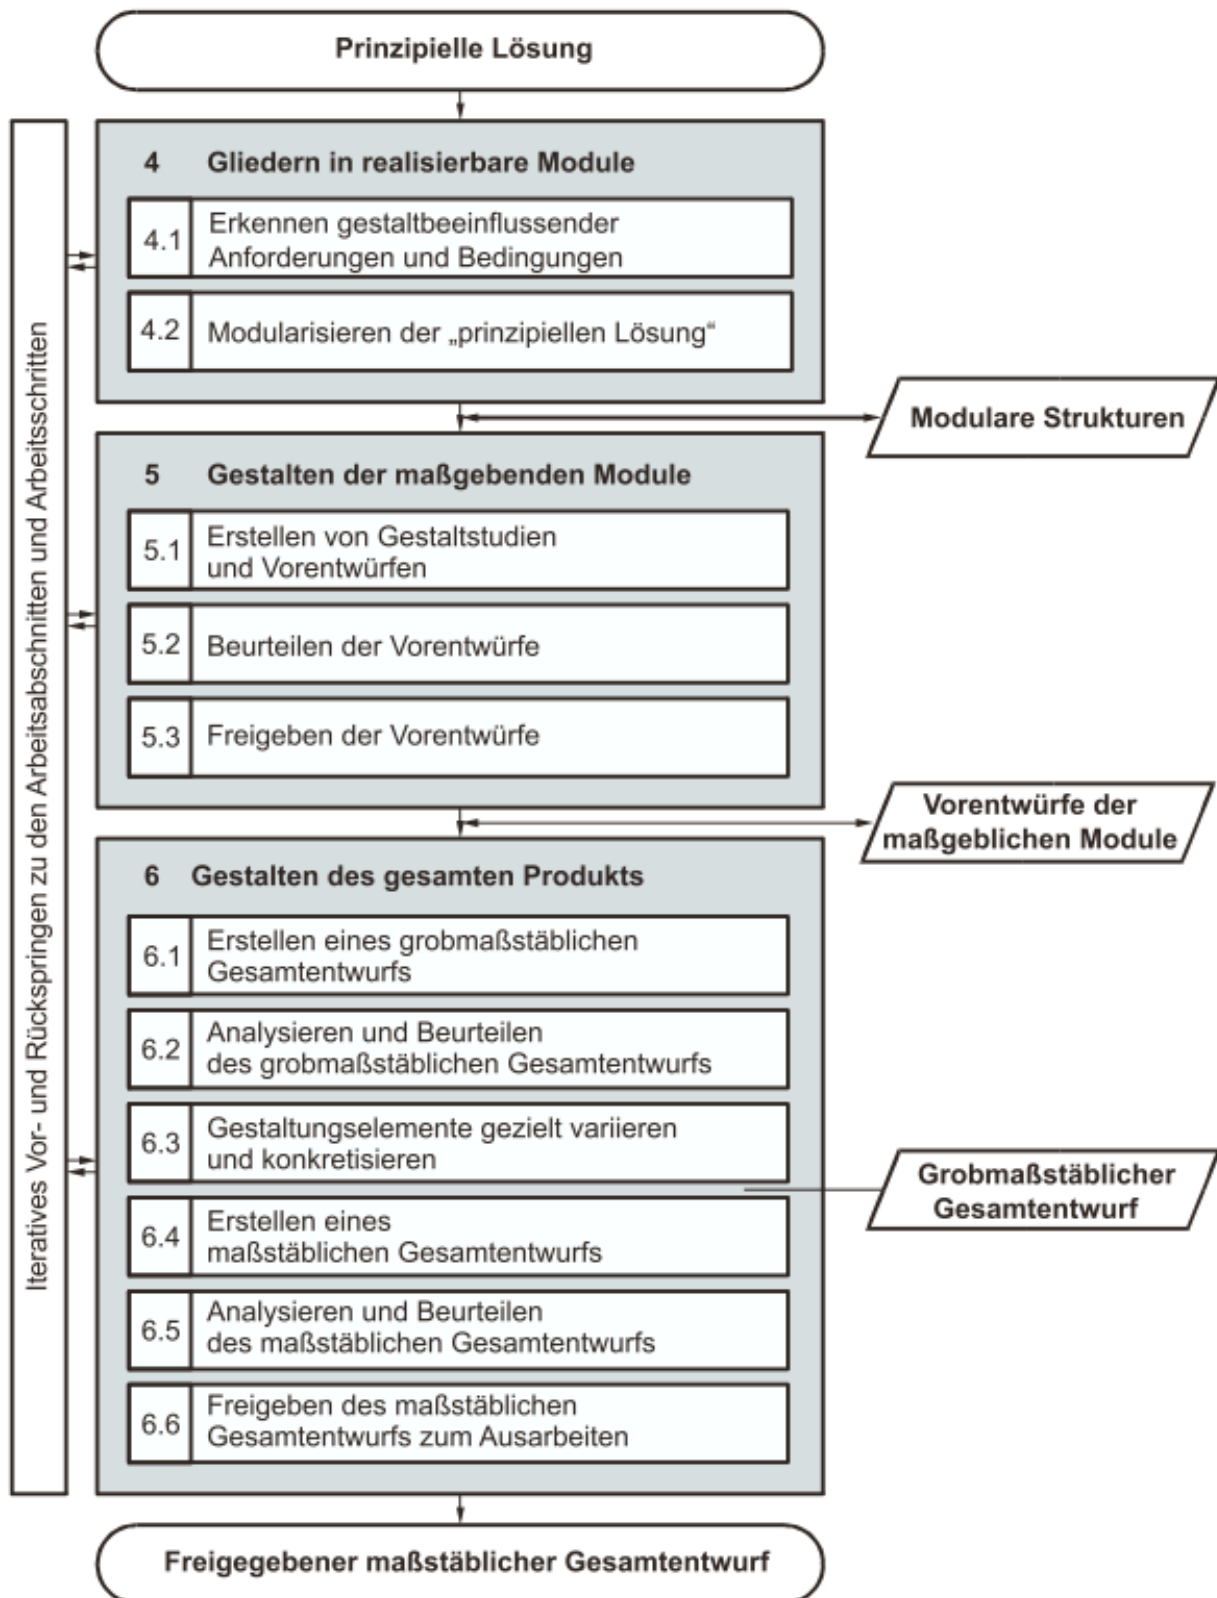 Prinzipielle Lösung
4 Gliedern in realisierbare Module
4.1 Erkennen gestaltbeeinflussender
Anforderungen und Bedingungen
4.2 Modularisieren der „prinzipiellen Lösung“
Modulare Strukturen
5 Gestalten der maßgebenden Module
5.1 Erstellen von Gestaltstudien
und Vorentwürfen
5.2 Beurteilen der Vorentwürfe
5.3 Freigeben der Vorentwürfe
Vorentwürfe der
maßgeblichen Module
6 Gestalten des gesamten Produkts
6.1 Erstellen eines grobmaßstäblichen
Gesamtentwurfs
6.2 Analysieren und Beurteilen
des grobmaßstäblichen Gesamtentwurfs
6.3 Gestaltungselemente gezielt variieren
und konkretisieren
Grobmaßstäblicher
Gesamtentwurf
6.4 Erstellen eines
maßstäblichen Gesamtentwurfs
6.5 Analysieren und Beurteilen
des maßstäblichen Gesamtentwurfs
6.6 Freigeben des maßstäblichen
Gesamtentwurfs zum Ausarbeiten
Freigegebener maßstäblicher Gesamtentwurf
Iteratives Vor- und Rückspringen zu den Arbeitsabschnitten und Arbeitsschritten